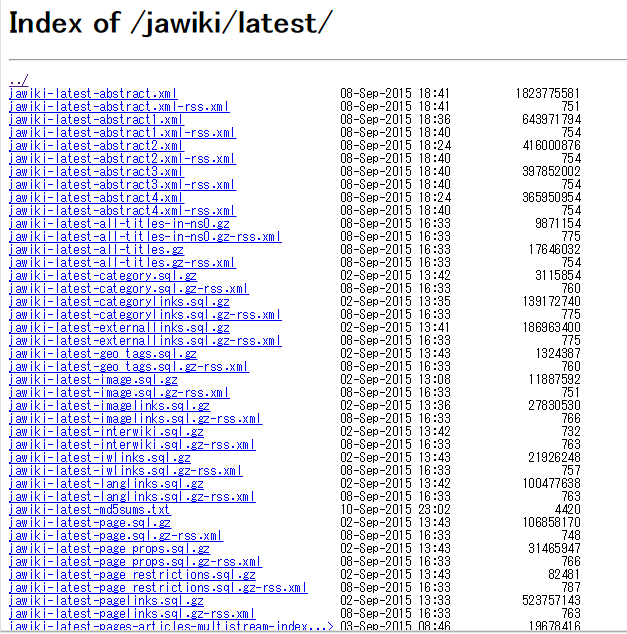 Index of /jawiki/latest/
../
jawiki-latest-abstract.xml 08-Sep-2015 18:41 1823775581
jawiki-latest-abstract.xml-rss.xml 08-Sep-2015 18:41 751
jawiki-latest-abstract1.xml 08-Sep-2015 18:36 643971794
jawiki-latest-abstract1.xml-rss.xml 08-Sep-2015 18:40 754
jawiki-latest-abstract2.xml 08-Sep-2015 18:24 416000876
jawiki-latest-abstract2.xml-rss.xml 08-Sep-2015 18:40 754
jawiki-latest-abstract3.xml 08-Sep-2015 18:40 397852002
jawiki-latest-abstract3.xml-rss.xml 08-Sep-2015 18:40 754
jawiki-latest-abstract4.xml 08-Sep-2015 18:24 365950954
jawiki-latest-abstract4.xml-rss.xml 08-Sep-2015 18:40 754
jawiki-latest-all-titles-in-ns0.gz 08-Sep-2015 16:33 9871154
jawiki-latest-all-titles-in-ns0.gz-rss.xml 08-Sep-2015 16:33 775
jawiki-latest-all-titles.gz 08-Sep-2015 16:33 17646032
jawiki-latest-all-titles.gz-rss.xml 08-Sep-2015 16:33 754
jawiki-latest-category.sql.gz 02-Sep-2015 13:42 3115854
jawiki-latest-category.sql.gz-rss.xml 08-Sep-2015 16:33 760
jawiki-latest-categorylinks.sql.gz 02-Sep-2015 13:35 139172740
jawiki-latest-categorylinks.sql.gz-rss.xml 08-Sep-2015 16:33 775
jawiki-latest-externallinks.sql.gz 02-Sep-2015 13:41 186963400
jawiki-latest-externallinks.sql.gz-rss.xml 08-Sep-2015 16:33 775
jawiki-latest-geo_tags.sql.gz 02-Sep-2015 13:43 1324387
jawiki-latest-geo_tags.sql.gz-rss.xml 08-Sep-2015 16:33 760
jawiki-latest-image.sql.gz 02-Sep-2015 13:08 11887592
jawiki-latest-image.sql.gz-rss.xml 08-Sep-2015 16:33 751
jawiki-latest-imagelinks.sql.gz 02-Sep-2015 13:36 27830530
jawiki-latest-imagelinks.sql.gz-rss.xml 08-Sep-2015 16:33 766
jawiki-latest-interwiki.sql.gz 02-Sep-2015 13:42 732
jawiki-latest-interwiki.sql.gz-rss.xml 08-Sep-2015 16:33 763
jawiki-latest-iwlinks.sql.gz 02-Sep-2015 13:43 21926248
jawiki-latest-iwlinks.sql.gz-rss.xml 08-Sep-2015 16:33 757
jawiki-latest-langlinks.sql.gz 02-Sep-2015 13:42 100477638
jawiki-latest-langlinks.sql.gz-rss.xml 08-Sep-2015 16:33 763
jawiki-latest-md5sums.txt 10-Sep-2015 23:02 4420
jawiki-latest-page.sql.gz 02-Sep-2015 13:43 106858170
jawiki-latest-page.sql.gz-rss.xml 08-Sep-2015 16:33 748
jawiki-latest-page_props.sql.gz 02-Sep-2015 13:43 31465947
jawiki-latest-page_props.sql.gz-rss.xml 08-Sep-2015 16:33 766
jawiki-latest-page_restrictions.sql.gz 02-Sep-2015 13:43 82481
jawiki-latest-page_restrictions.sql.gz-rss.xml 08-Sep-2015 16:33 787
jawiki-latest-pagelinks.sql.gz 02-Sep-2015 13:33 523757143
jawiki-latest-pagelinks.sql.gz-rss.xml 08-Sep-2015 16:33 763
jawiki-latest-pages-articles-multistream-index...> 03-Sep-2015 08:46 19678416